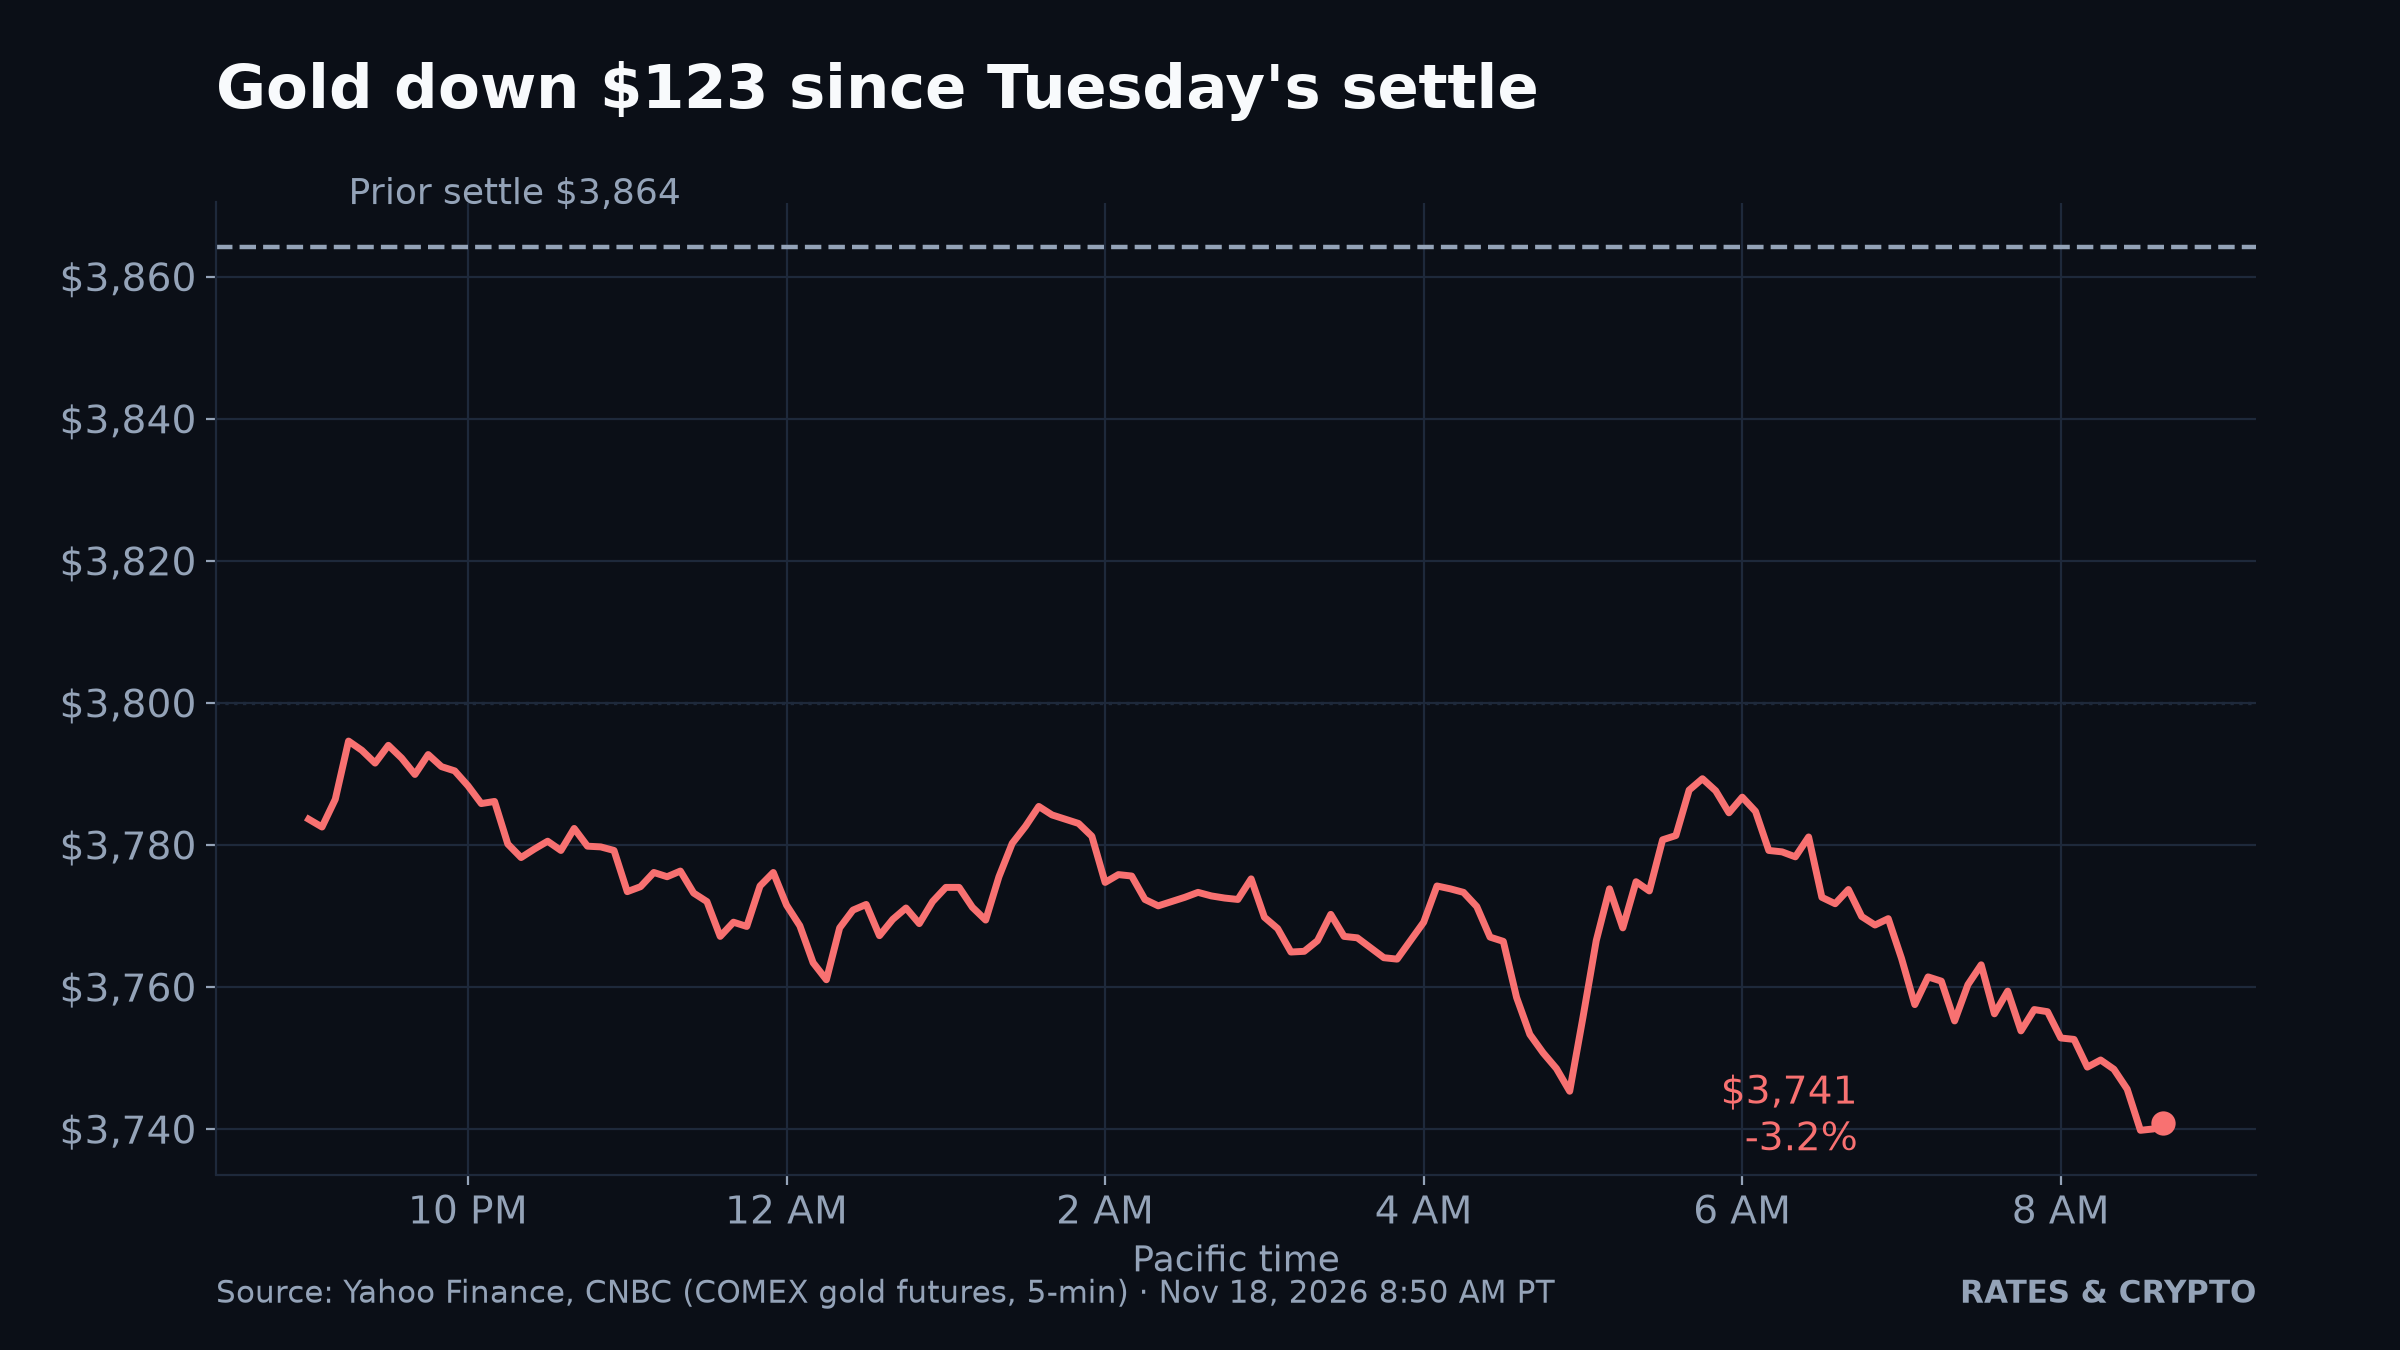 Gold down $123 since Tuesday's settle
Prior settle $3,864
$3,860
$3,840
$3,820
$3,800
$3,780
$3,760
$3,740
$3,741
-3.2%
10 PM
12 AM
2 AM
4 AM
6 AM
8 AM
Pacific time
Source: Yahoo Finance, CNBC (COMEX gold futures, 5-min) · Nov 18, 2026 8:50 AM PT
RATES & CRYPTO